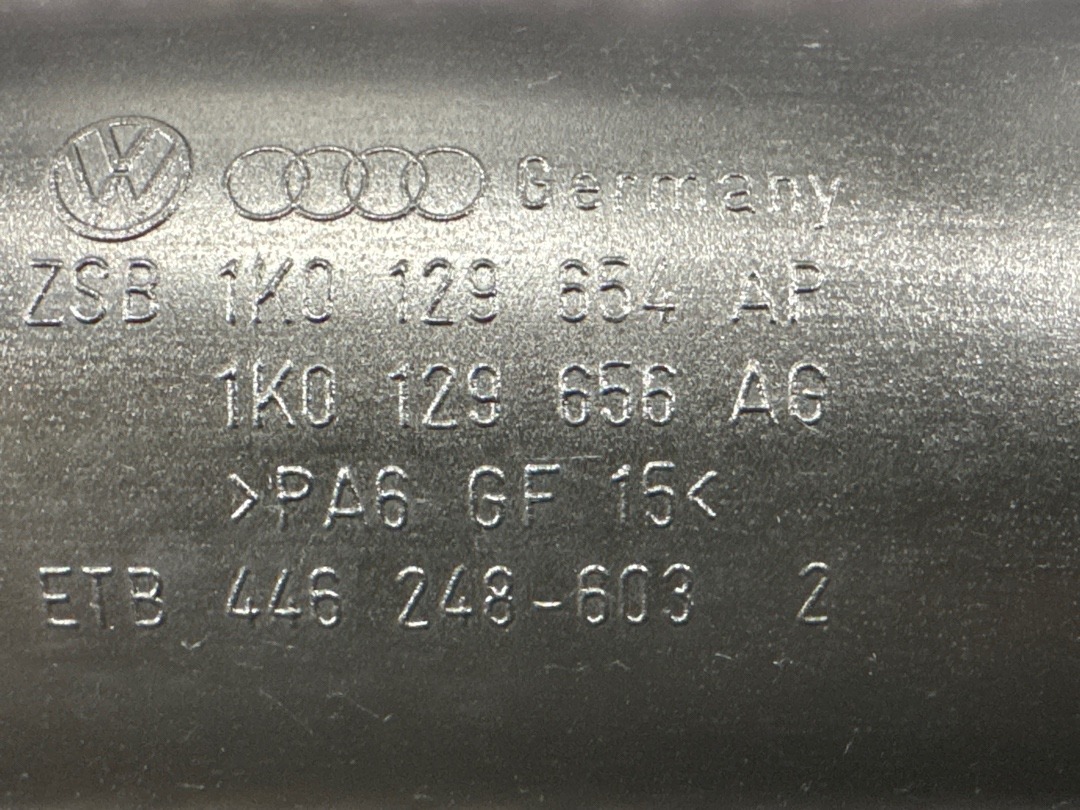 Germany
ZSB 1K0 129 654 AP
1K0 129 656 AG
>PA6 GF 15<
ETB 446 248-603 2